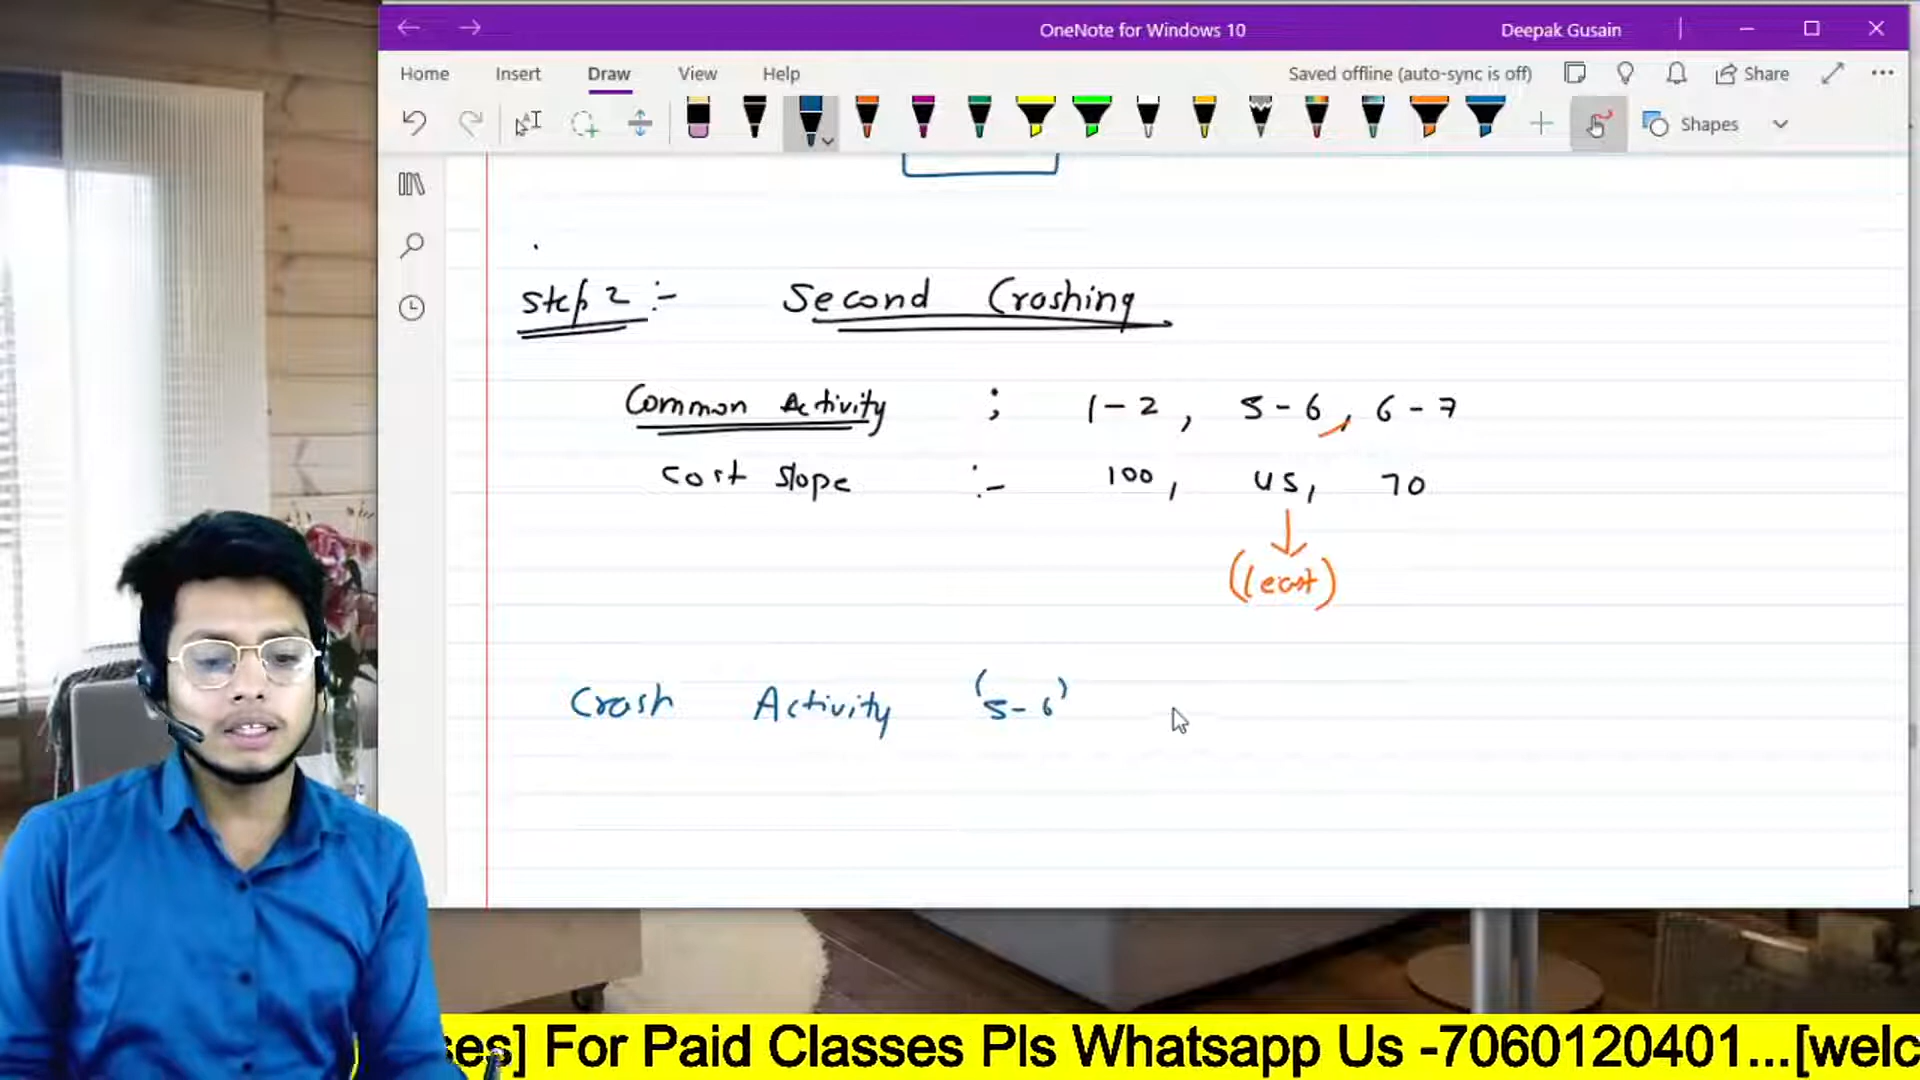 OneNote for Windows 10
Deepak Gusain
Home Insert Draw View Help
Saved offline (auto-sync is off)
Share
Shapes
Step 2 :- Second Crashing
Common Activity ; 1-2, 5-6, 6-7
Cost Slope :- 100, 45, 70
(least)
Crash Activity (5-6)
ses] For Paid Classes Pls Whatsapp Us -7060120401...[welc